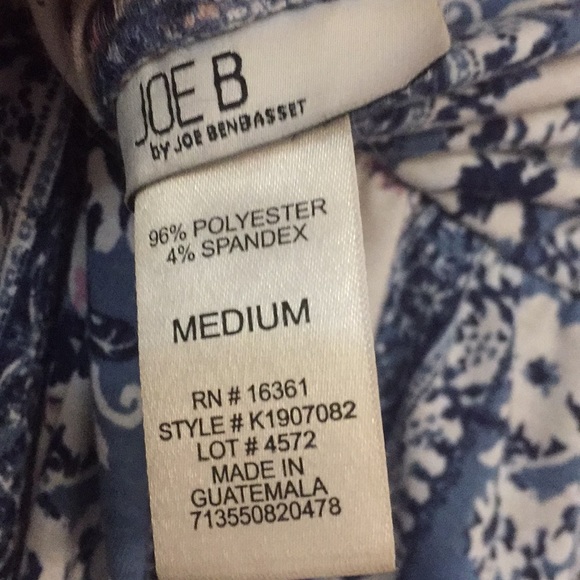 JOE B
by JOE BENBASSET
96% POLYESTER
4% SPANDEX
MEDIUM
RN # 16361
STYLE # K1907082
LOT # 4572
MADE IN
GUATEMALA
713550820478